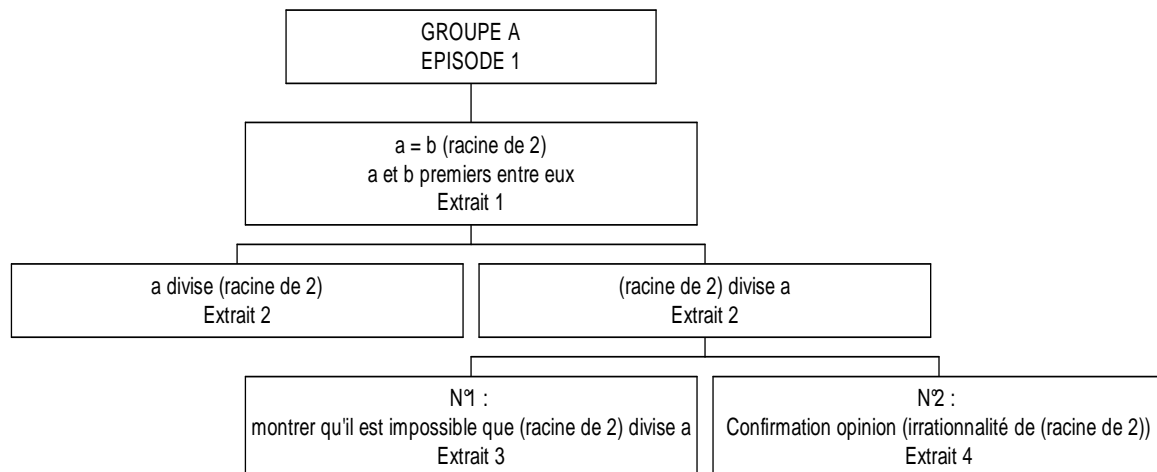 GROUPE A
EPISODE 1
a = b (racine de 2)
a et b premiers entre eux
Extrait 1
a divise (racine de 2)
Extrait 2
(racine de 2) divise a
Extrait 2
N°1 :
montrer qu'il est impossible que (racine de 2) divise a
Extrait 3
N°2 :
Confirmation opinion (irrationnalité de (racine de 2))
Extrait 4